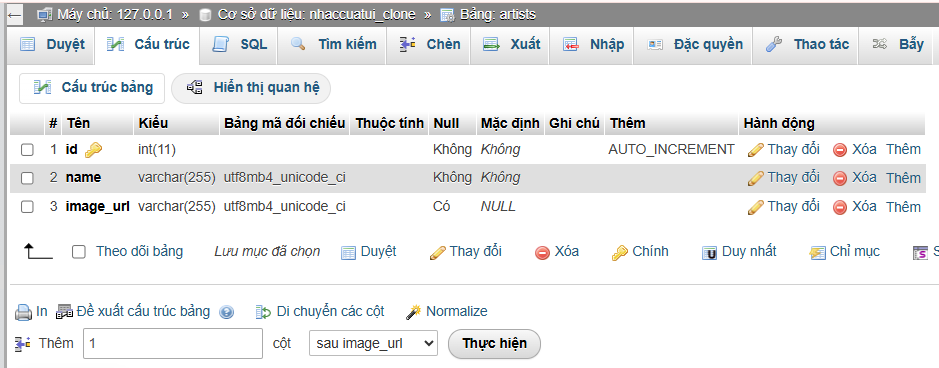 Máy chủ: 127.0.0.1 » Cơ sở dữ liệu: nhaccuatui_clone » Bảng: artists
Duyệt Cấu trúc SQL Tìm kiếm Chèn Xuất Nhập Đặc quyền Thao tác Bẫy
Cấu trúc bảng Hiển thị quan hệ
# Tên Kiểu Bảng mã đối chiếu Thuộc tính Null Mặc định Ghi chú Thêm Hành động
1 id int(11) Không Không AUTO_INCREMENT Thay đổi Xóa Thêm
2 name varchar(255) utf8mb4_unicode_ci Không Không Thay đổi Xóa Thêm
3 image_url varchar(255) utf8mb4_unicode_ci Có NULL Thay đổi Xóa Thêm
Theo dõi bảng Lưu mục đã chọn Duyệt Thay đổi Xóa Chính Duy nhất Chỉ mục S
In Đề xuất cấu trúc bảng Di chuyển các cột Normalize
Thêm 1 cột sau image_url Thực hiện